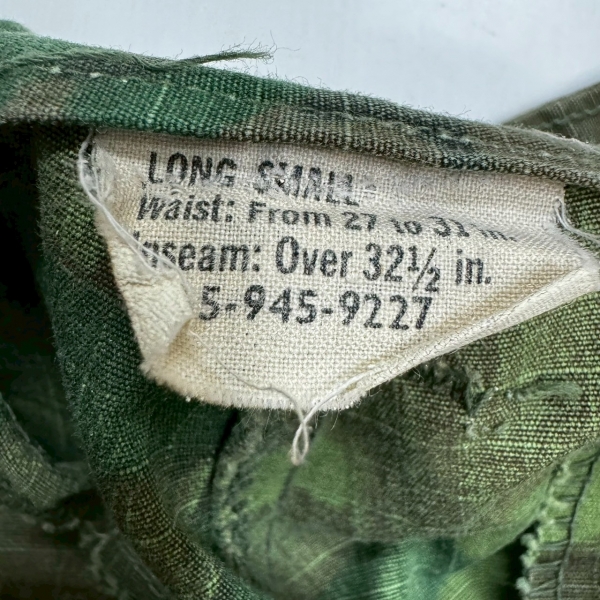 LONG SMALL
Waist: From 27 to 31 in.
Inseam: Over 32½ in.
5-945-9227